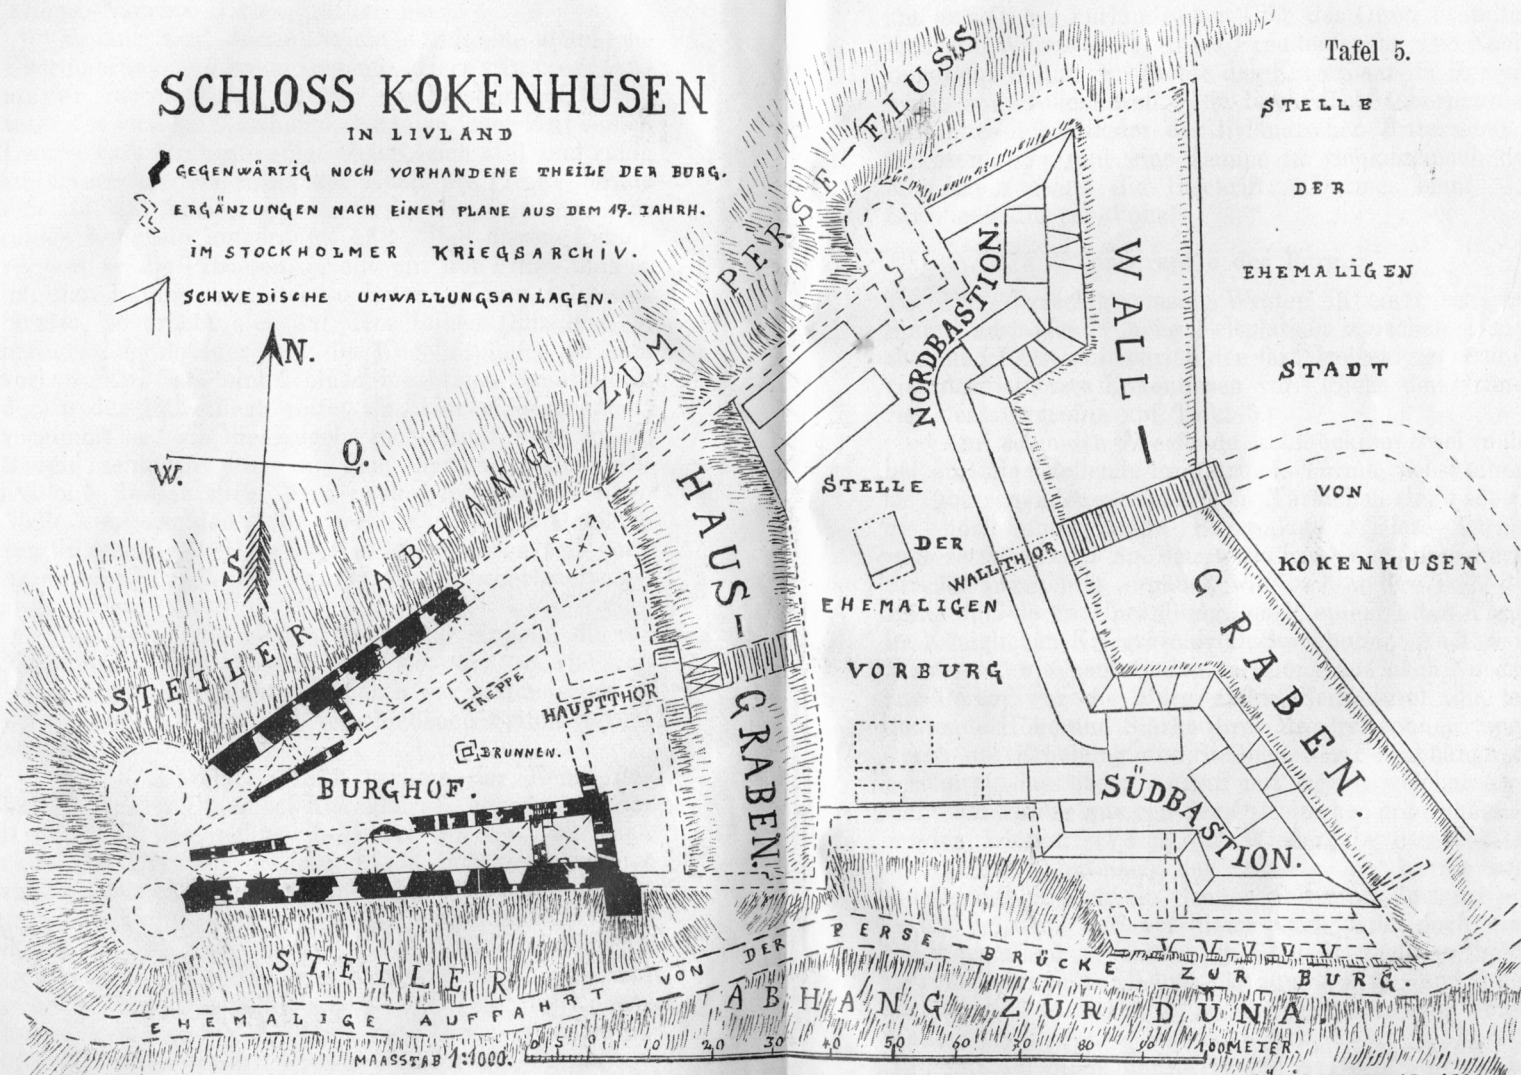 Tafel 5.
SCHLOSS KOKENHUSEN
IN LIVLAND
GEGENWÄRTIG NOCH VORHANDENE THEILE DER BURG.
ERGÄNZUNGEN NACH EINEM PLANE AUS DEM 17. IAHRH.
IM STOCKHOLMER KRIEGSARCHIV.
SCHWEDISCHE UMWALLUNGSANLAGEN.
N.
W.
O
S
STEILER ABHANG ZUM PERSE-FLUSS
STELLE
DER
EHEMALIGEN
STADT
VON
KOKENHUSEN
NORDBASTION.
WALL-GRABEN.
HAUS-GRABEN.
STELLE
DER
EHEMALIGEN
VORBURG
WALLTHOR
TREPPE
HAUPTTHOR
BRUNNEN.
BURGHOF.
SÜDBASTION.
STEILER ABHANG ZUR DÜNA.
EHEMALIGE AUFFAHRT VON DER PERSE-BRÜCKE ZUR BURG.
MAASSTAB 1:1000.
10 5 0 10 20 30 40 50 60 70 80 90 100 METER